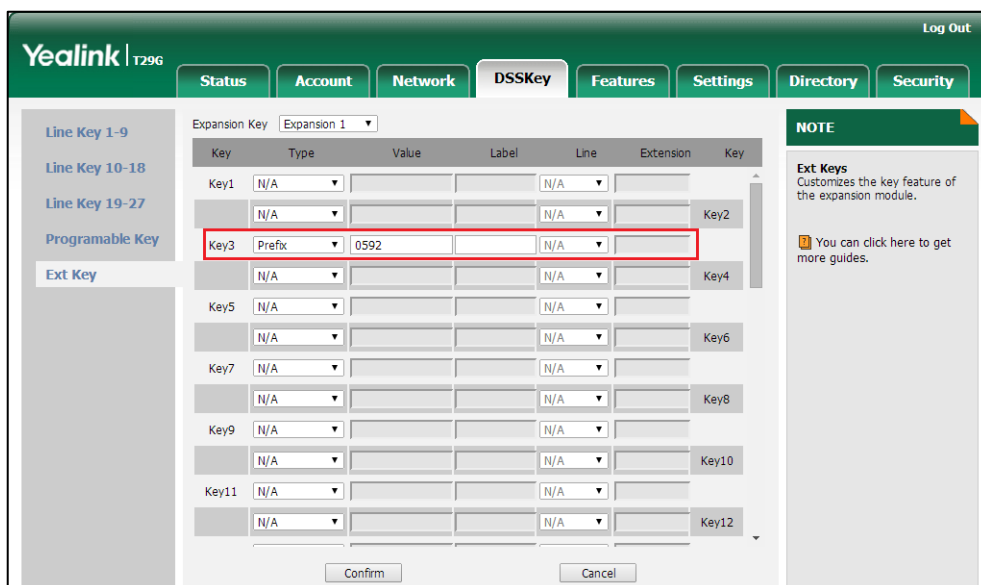 Log Out
Yealink | T29G
Status Account Network DSSKey Features Settings Directory Security
Line Key 1-9
Line Key 10-18
Line Key 19-27
Programable Key
Ext Key
Expansion Key Expansion 1
Key Type Value Label Line Extension Key
Key1 N/A N/A
N/A N/A Key2
Key3 Prefix 0592 N/A
N/A N/A Key4
Key5 N/A N/A
N/A N/A Key6
Key7 N/A N/A
N/A N/A Key8
Key9 N/A N/A
N/A N/A Key10
Key11 N/A N/A
N/A N/A Key12
Confirm Cancel
NOTE
Ext Keys
Customizes the key feature of
the expansion module.
You can click here to get
more guides.